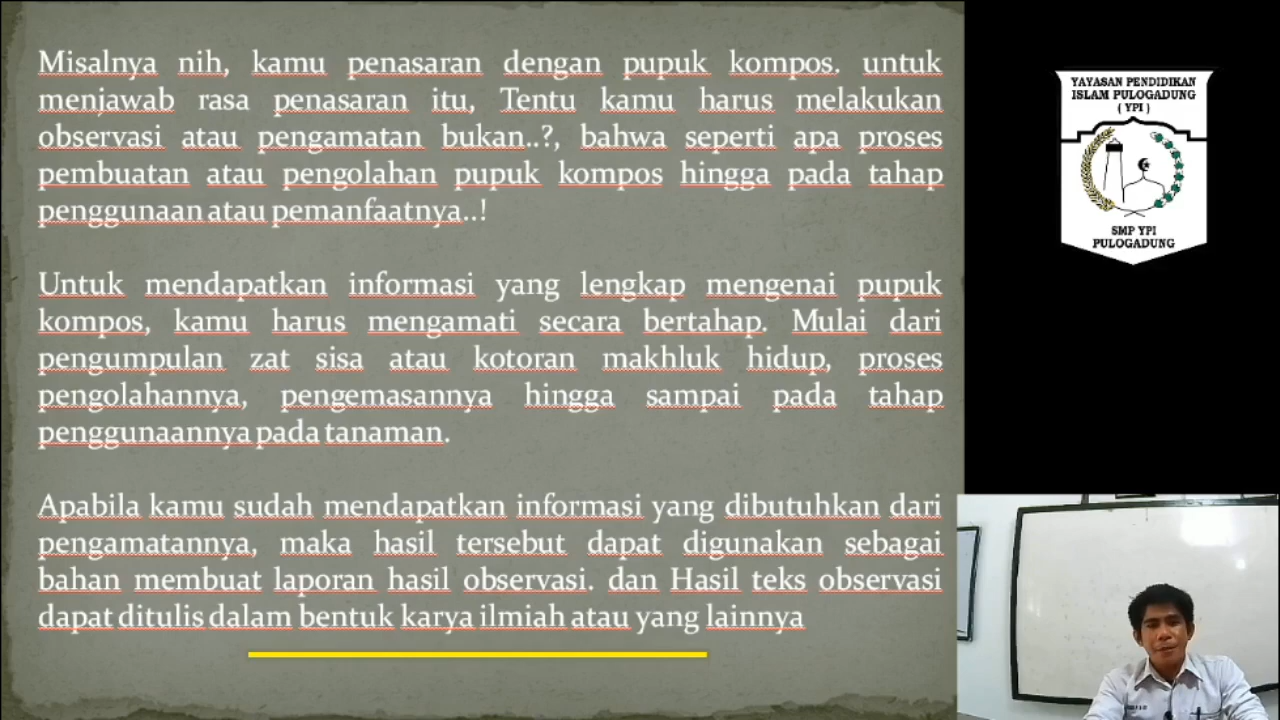 Misalnya nih, kamu penasaran dengan pupuk kompos. untuk
menjawab rasa penasaran itu, Tentu kamu harus melakukan
observasi atau pengamatan bukan..?, bahwa seperti apa proses
pembuatan atau pengolahan pupuk kompos hingga pada tahap
penggunaan atau pemanfaatnya..!
Untuk mendapatkan informasi yang lengkap mengenai pupuk
kompos, kamu harus mengamati secara bertahap. Mulai dari
pengumpulan zat sisa atau kotoran makhluk hidup, proses
pengolahannya, pengemasannya hingga sampai pada tahap
penggunaannya pada tanaman.
Apabila kamu sudah mendapatkan informasi yang dibutuhkan dari
pengamatannya, maka hasil tersebut dapat digunakan sebagai
bahan membuat laporan hasil observasi. dan Hasil teks observasi
dapat ditulis dalam bentuk karya ilmiah atau yang lainnya
YAYASAN PENDIDIKAN
ISLAM PULOGADUNG
( YPI )
SMP YPI
PULOGADUNG